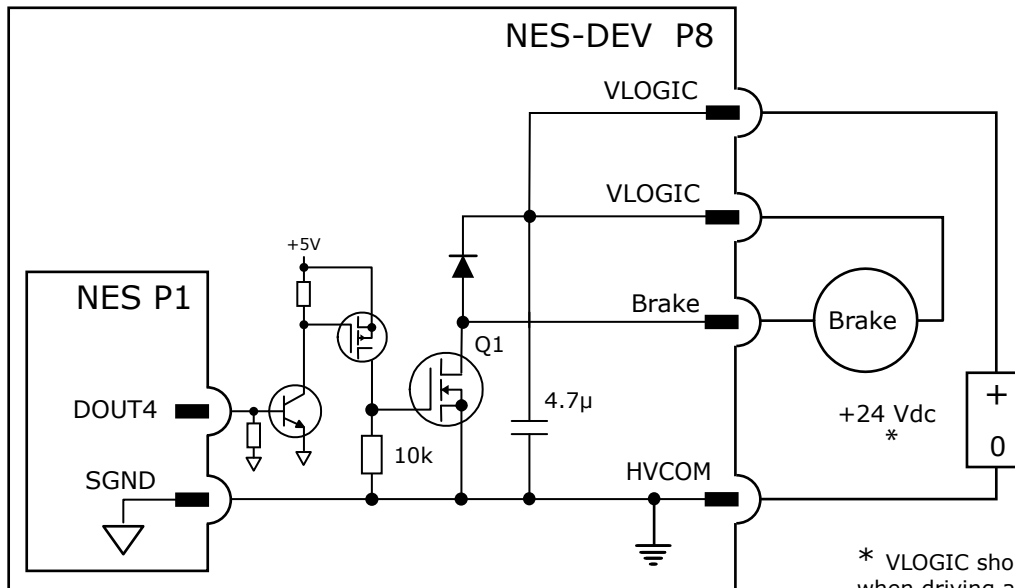 NES-DEV P8
VLOGIC
VLOGIC
+5V
NES P1
Brake
Brake
Q1
DOUT4
4.7µ
+24 Vdc
*
+
0
10k
SGND
HVCOM
* VLOGIC sho
when driving a